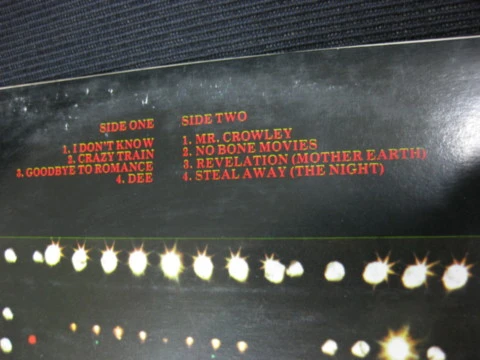 SIDE ONE
1. I DON'T KNOW
2. CRAZY TRAIN
3. GOODBYE TO ROMANCE
4. DEE
SIDE TWO
1. MR. CROWLEY
2. NO BONE MOVIES
3. REVELATION (MOTHER EARTH)
4. STEAL AWAY (THE NIGHT)